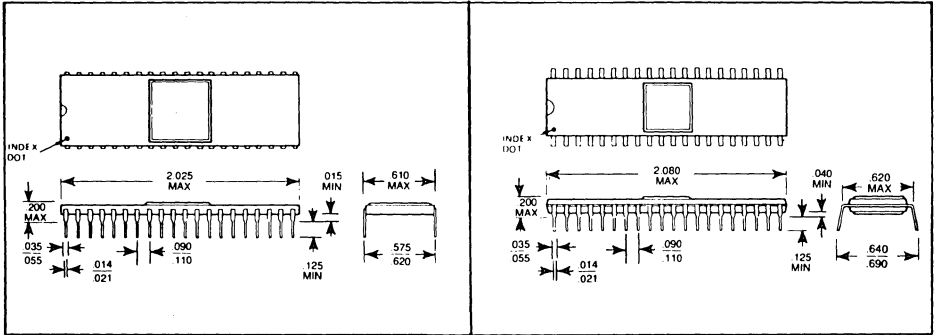 INDEX
DOT
2.025
MAX
.015
MIN
.610
MAX
.200
MAX
.035
.055
.014
.021
.090
.110
.125
MIN
.575
.620
INDEX
DOT
2.080
MAX
.040
MIN
.620
MAX
.200
MAX
.035
.055
.014
.021
.090
.110
.125
MIN
.640
.690